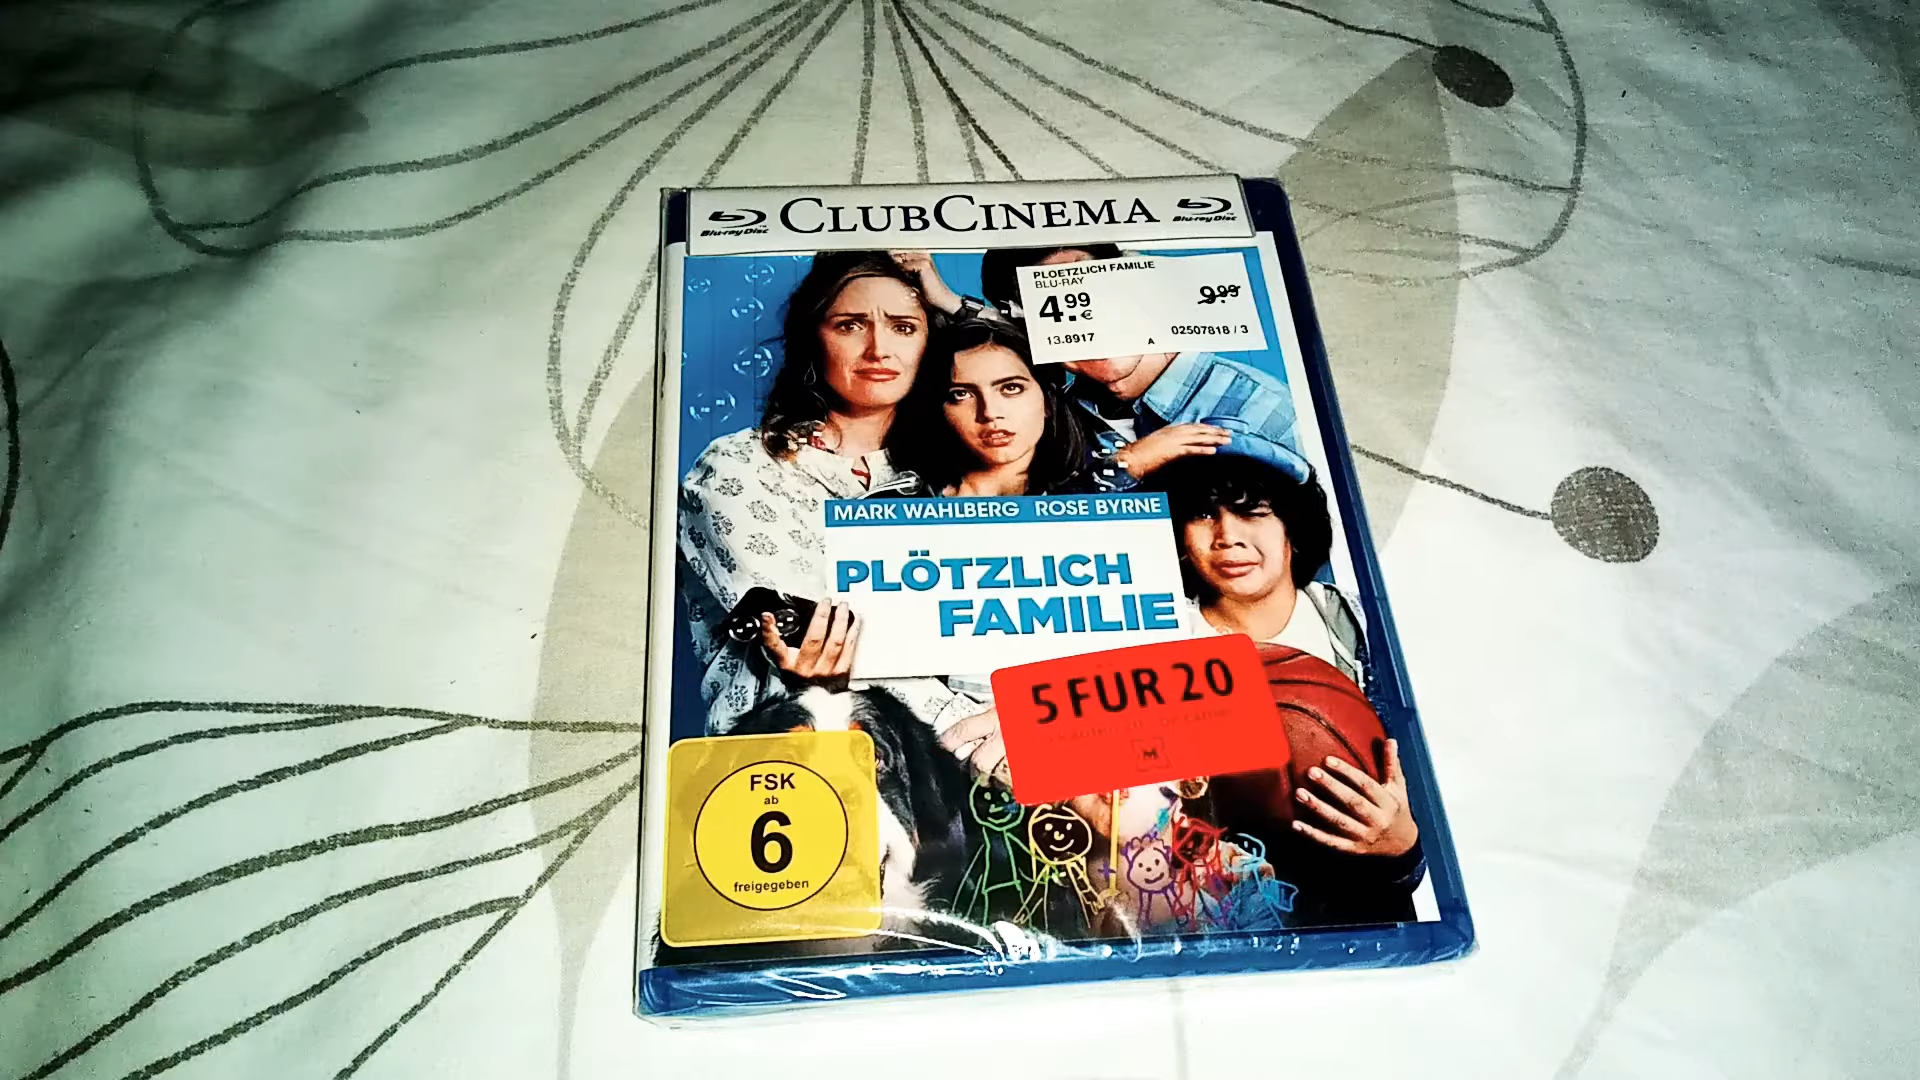 Blu-ray Disc CLUBCINEMA Blu-ray Disc
PLOETZLICH FAMILIE
BLU-RAY
4.99 € 9.99
13.8917 A 02507818 / 3
MARK WAHLBERG ROSE BYRNE
PLÖTZLICH
FAMILIE
5 FÜR 20
M
FSK
ab
6
freigegeben